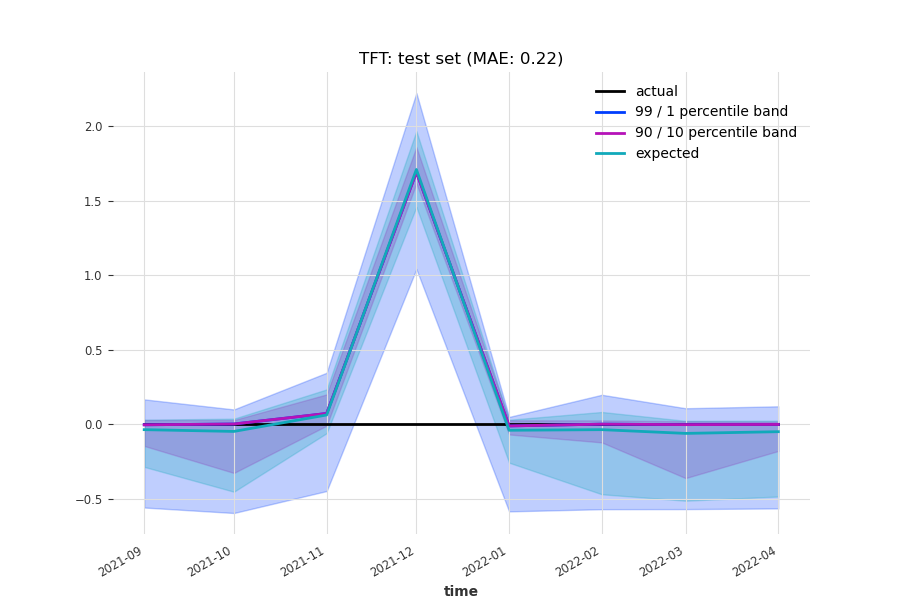 TFT: test set (MAE: 0.22)
actual
99 / 1 percentile band
90 / 10 percentile band
expected
2.0
1.5
1.0
0.5
0.0
−0.5
2021-09
2021-10
2021-11
2021-12
2022-01
2022-02
2022-03
2022-04
time